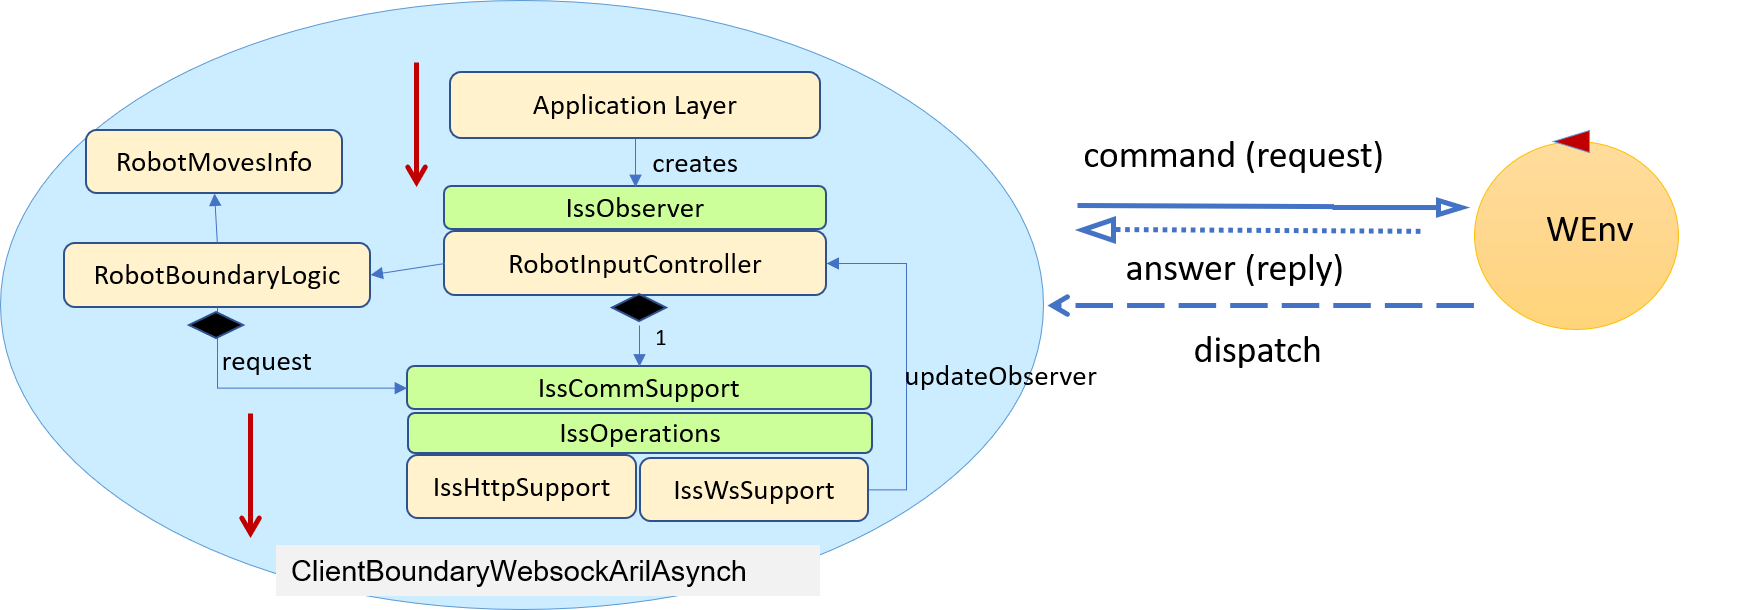 Application Layer
command (request)
RobotMovesInfo
creates
IssObserver
WEnv
RobotInputController
RobotBoundaryLogic
answer (reply)
1
dispatch
request
updateObserver
IssCommSupport
IssOperations
IssHttpSupport
IssWsSupport
ClientBoundaryWebsockArilAsynch